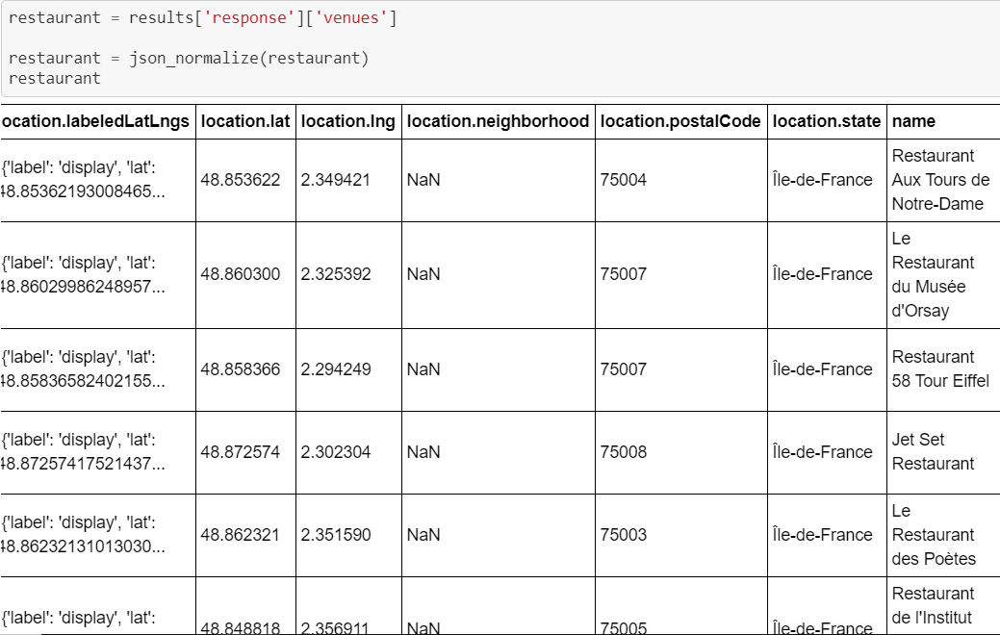 restaurant = results['response']['venues']
restaurant = json_normalize(restaurant)
restaurant
ocation.labeledLatLngs location.lat location.lng location.neighborhood location.postalCode location.state name
{'label': 'display', 'lat':
48.85362193008465...
48.853622 2.349421 NaN 75004 Île-de-France
Restaurant
Aux Tours de
Notre-Dame
{'label': 'display', 'lat':
48.86029986248957...
48.860300 2.325392 NaN 75007 Île-de-France
Le
Restaurant
du Musée
d'Orsay
{'label': 'display', 'lat':
48.85836582402155...
48.858366 2.294249 NaN 75007 Île-de-France
Restaurant
58 Tour Eiffel
{'label': 'display', 'lat':
48.87257417521437...
48.872574 2.302304 NaN 75008 Île-de-France
Jet Set
Restaurant
{'label': 'display', 'lat':
48.86232131013030...
48.862321 2.351590 NaN 75003 Île-de-France
Le
Restaurant
des Poètes
{'label': 'display', 'lat':
48.848818 2.356911 NaN 75005 Île-de-France
Restaurant
de l'Institut